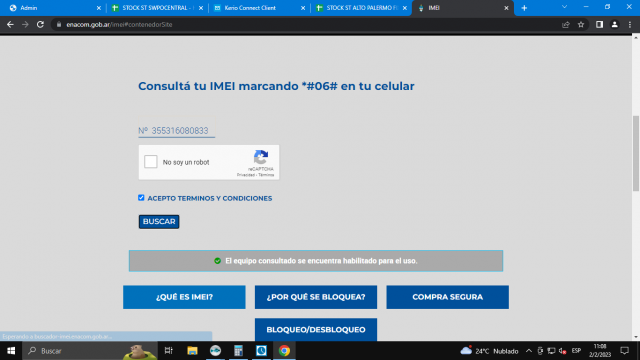 Admin
STOCK ST SWPOCENTRAL -
Kerio Connect Client
STOCK ST ALTO PALERMO F
IMEI
enacom.gob.ar/imei#contenedorSite
Consultá tu IMEI marcando *#06# en tu celular
Nº 355316080833
No soy un robot
reCAPTCHA
Privacidad - Términos
ACEPTO TERMINOS Y CONDICIONES
BUSCAR
El equipo consultado se encuentra habilitado para el uso.
¿QUÉ ES IMEI?
¿POR QUÉ SE BLOQUEA?
COMPRA SEGURA
BLOQUEO/DESBLOQUEO
Buscar
24°C Nublado
ESP
11:08
2/2/2023